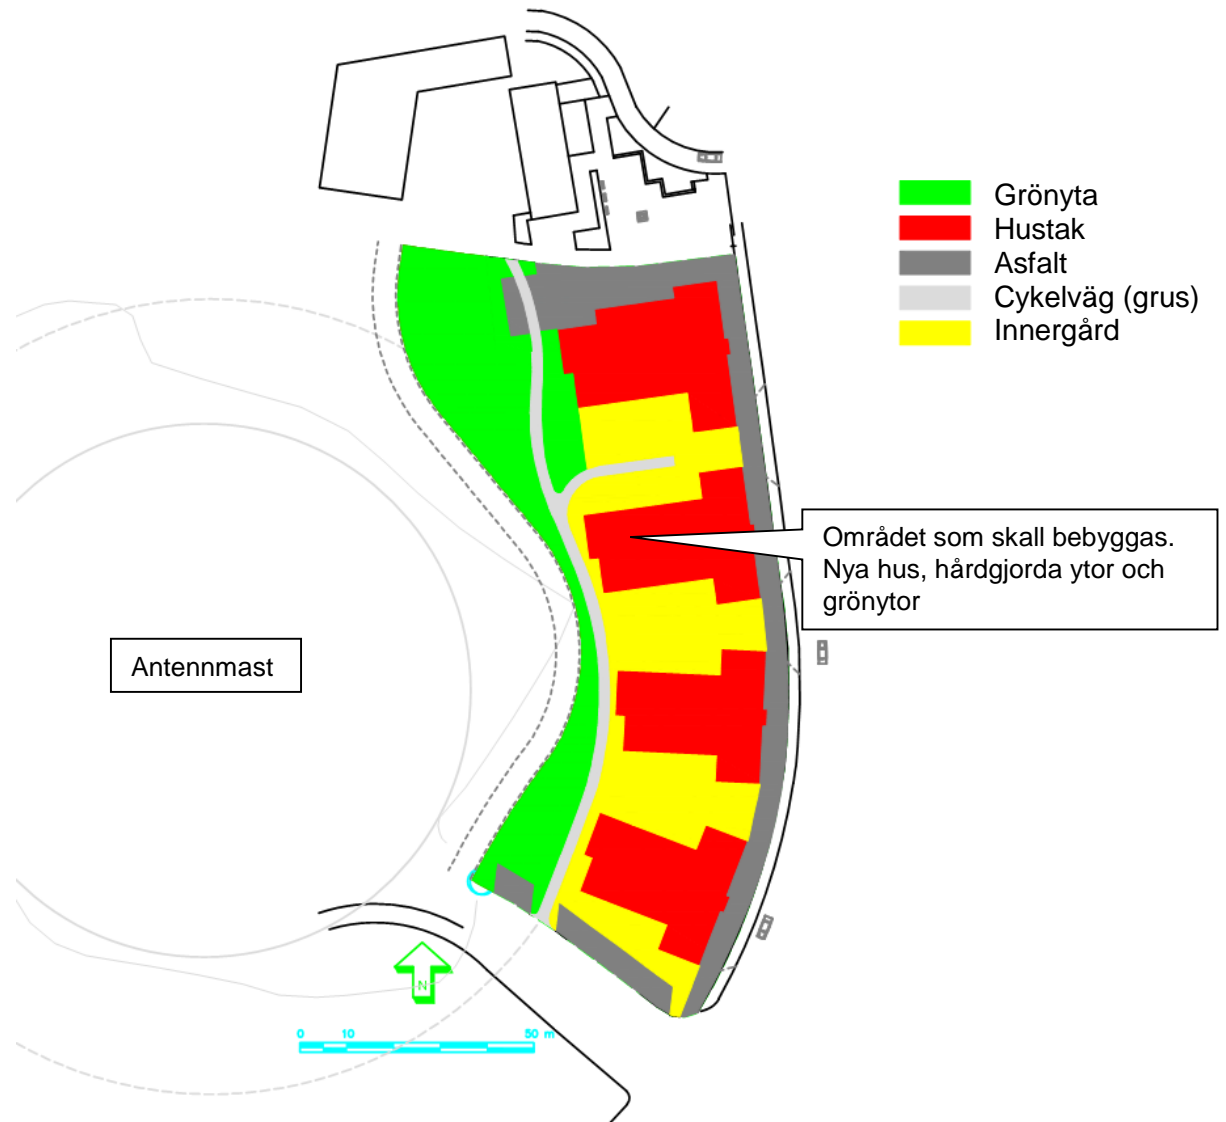 Grönyta
Hustak
Asfalt
Cykelväg (grus)
Innergård
Området som skall bebyggas.
Nya hus, hårdgjorda ytor och
grönytor
Antennmast
N
0 10 50 m